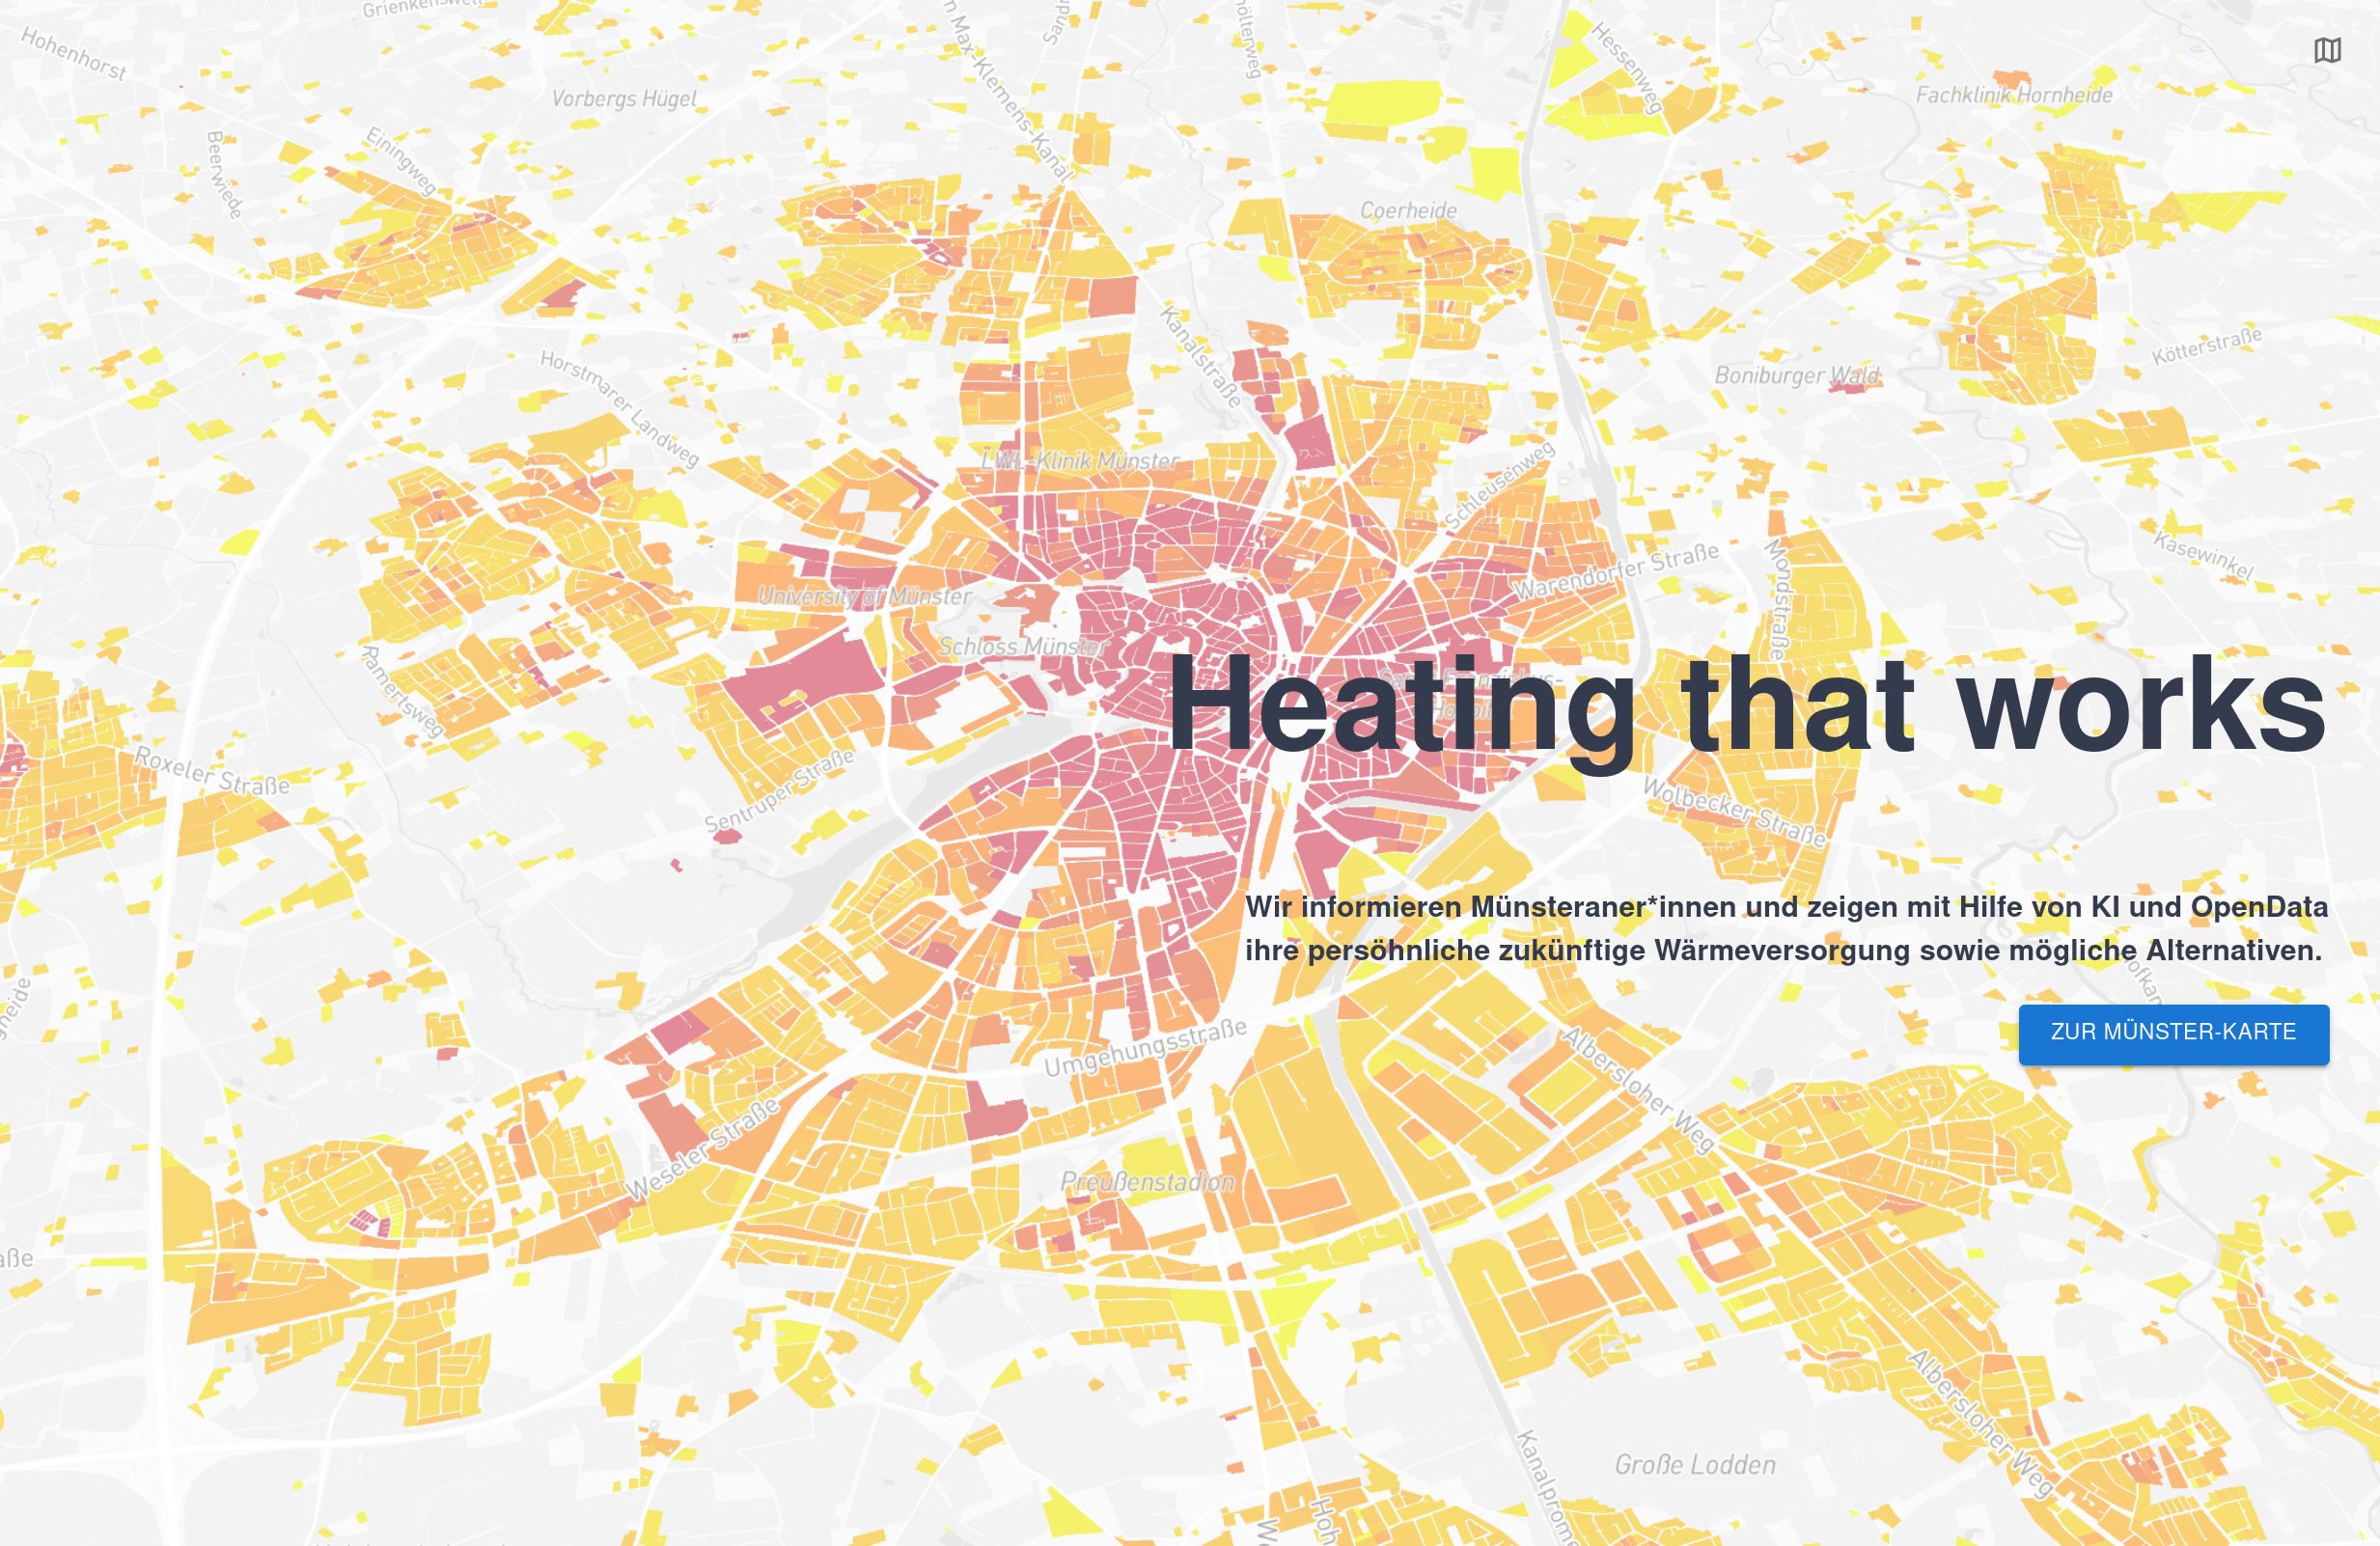 Grienkenswell
Hohenhorst
Vorbergs Hügel
Max-Klemens-Kanal
Hessenweg
Fachklinik Hornheide
Beerwiede
Einingweg
Coerheide
Kanalstraße
Horstmarer Landweg
Boniburger Wald
Kötterstraße
LWL-Klinik Münster
Schleusenweg
Warendorfer Straße
Mondstraße
Kasewinkel
University of Münster
Schloss Münster
Heating that works
Ramertsweg
Roxeler Straße
Sentruper Straße
Wolbecker Straße
Wir informieren Münsteraner*innen und zeigen mit Hilfe von KI und OpenData
ihre persöhnliche zukünftige Wärmeversorgung sowie mögliche Alternativen.
ZUR MÜNSTER-KARTE
Umgehungsstraße
Albersloher Weg
Weseler Straße
Preußenstadion
Albersloher Weg
Große Lodden
Kanalprome
Hoh